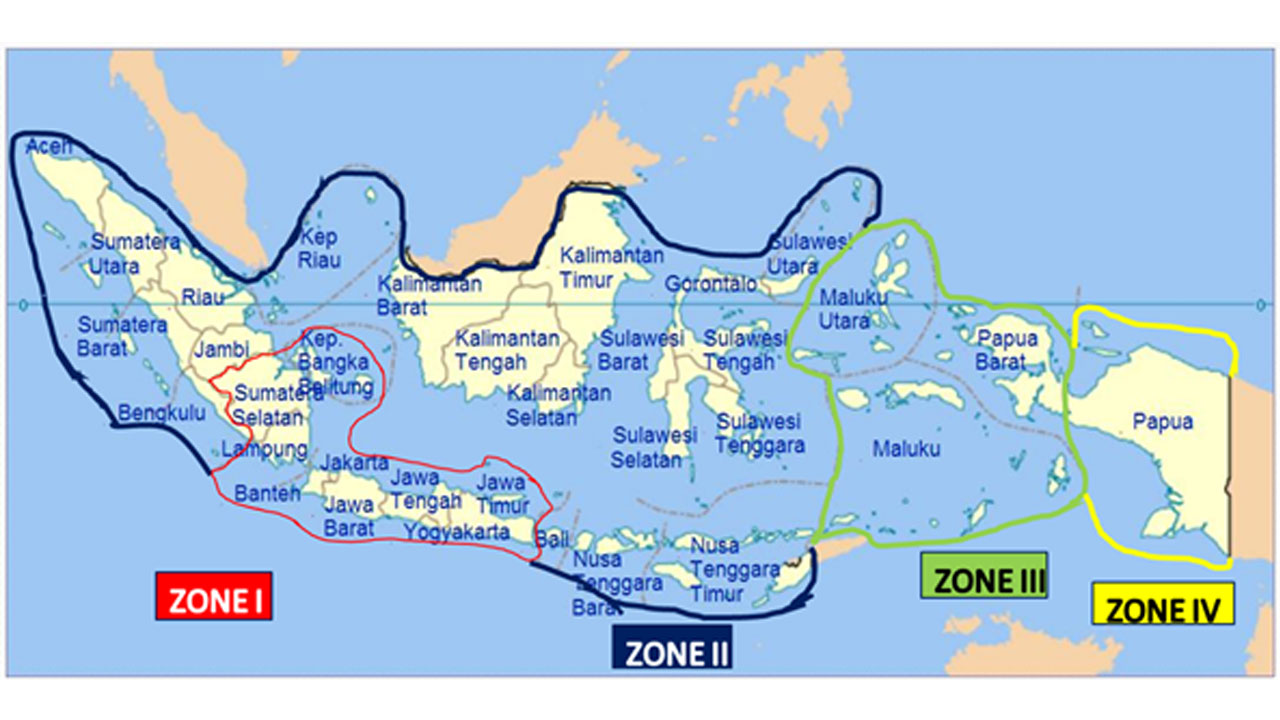 Aceh
Sumatera
Utara
Kep
Riau
Riau
Sumatera
Barat
Jambi
Kep.
Bangka
Belitung
Sumatera
Selatan
Bengkulu
Lampung
Kalimantan
Barat
Kalimantan
Timur
Kalimantan
Tengah
Kalimantan
Selatan
Gorontalo
Sulawesi
Utara
Sulawesi
Barat
Sulawesi
Tengah
Sulawesi
Selatan
Sulawesi
Tenggara
Maluku
Utara
Papua
Barat
Maluku
Papua
0
0
Jakarta
Banten
Jawa
Barat
Jawa
Tengah
Jawa
Timur
Yogyakarta
Bali
Nusa
Tenggara
Barat
Nusa
Tenggara
Timur
ZONE I
ZONE II
ZONE III
ZONE IV